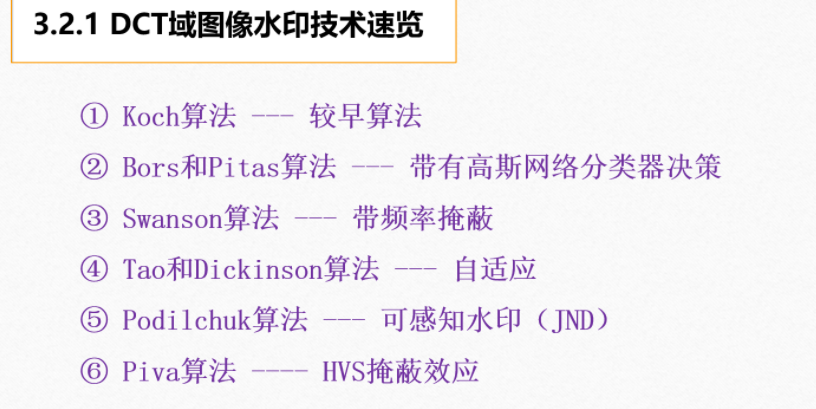 3.2.1 DCT域图像水印技术速览
① Koch算法 --- 较早算法
② Bors和Pitas算法 --- 带有高斯网络分类器决策
③ Swanson算法 --- 带频率掩蔽
④ Tao和Dickinson算法 --- 自适应
⑤ Podilchuk算法 --- 可感知水印（JND）
⑥ Piva算法 ---- HVS掩蔽效应